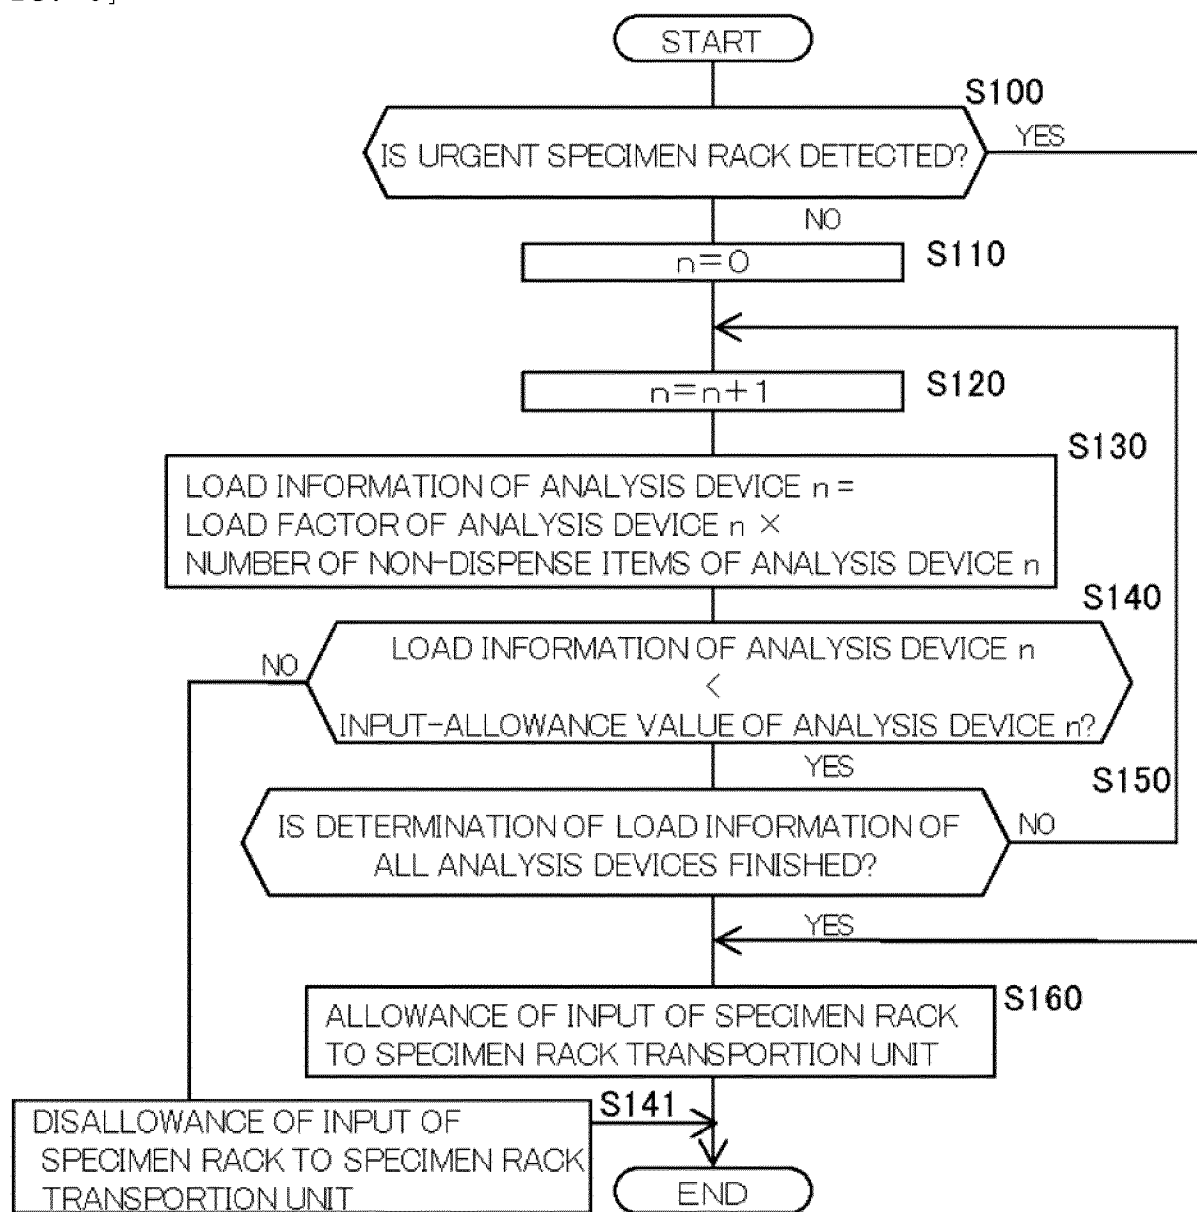 START
S100
IS URGENT SPECIMEN RACK DETECTED?
YES
NO
n=0
S110
n=n+1
S120
S130
LOAD INFORMATION OF ANALYSIS DEVICE n =
LOAD FACTOR OF ANALYSIS DEVICE n ×
NUMBER OF NON-DISPENSE ITEMS OF ANALYSIS DEVICE n
S140
NO
LOAD INFORMATION OF ANALYSIS DEVICE n
<
INPUT-ALLOWANCE VALUE OF ANALYSIS DEVICE n?
YES
S150
IS DETERMINATION OF LOAD INFORMATION OF
ALL ANALYSIS DEVICES FINISHED?
NO
YES
S160
ALLOWANCE OF INPUT OF SPECIMEN RACK
TO SPECIMEN RACK TRANSPORTION UNIT
S141
DISALLOWANCE OF INPUT OF
SPECIMEN RACK TO SPECIMEN RACK
TRANSPORTION UNIT
END